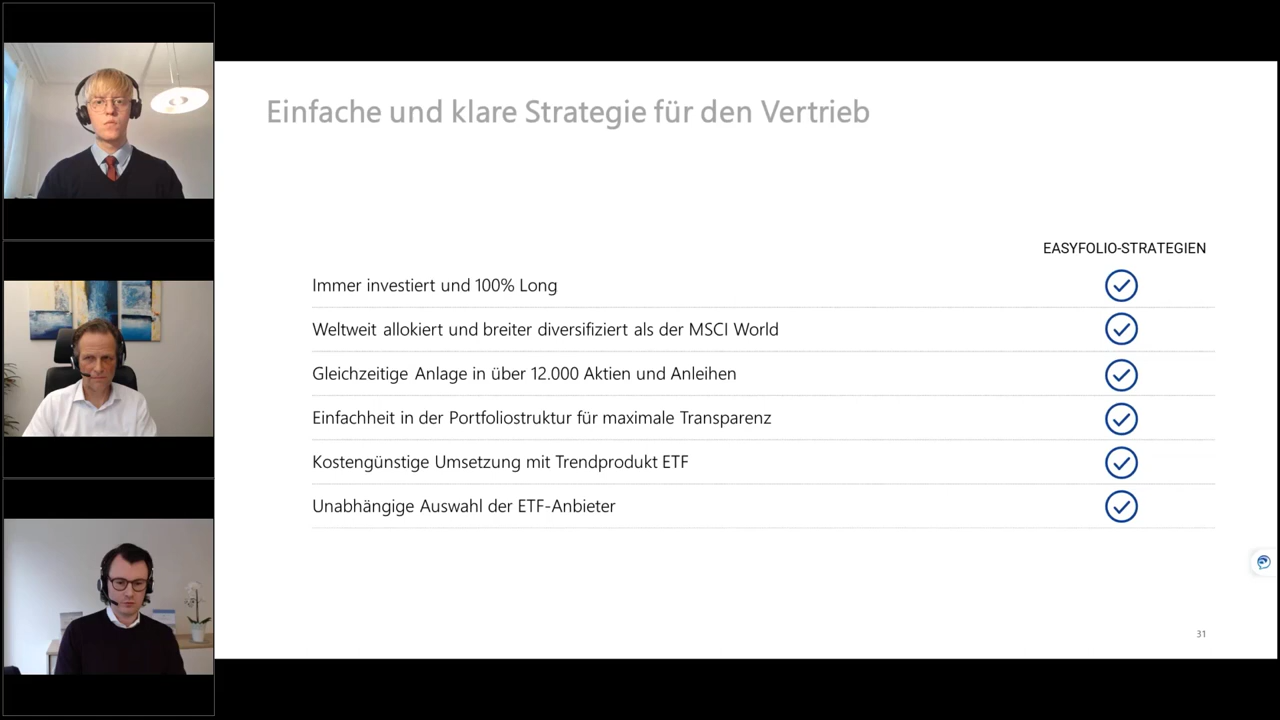 Einfache und klare Strategie für den Vertrieb
EASYFOLIO-STRATEGIEN
Immer investiert und 100% Long
Weltweit allokiert und breiter diversifiziert als der MSCI World
Gleichzeitige Anlage in über 12.000 Aktien und Anleihen
Einfachheit in der Portfoliostruktur für maximale Transparenz
Kostengünstige Umsetzung mit Trendprodukt ETF
Unabhängige Auswahl der ETF-Anbieter
31